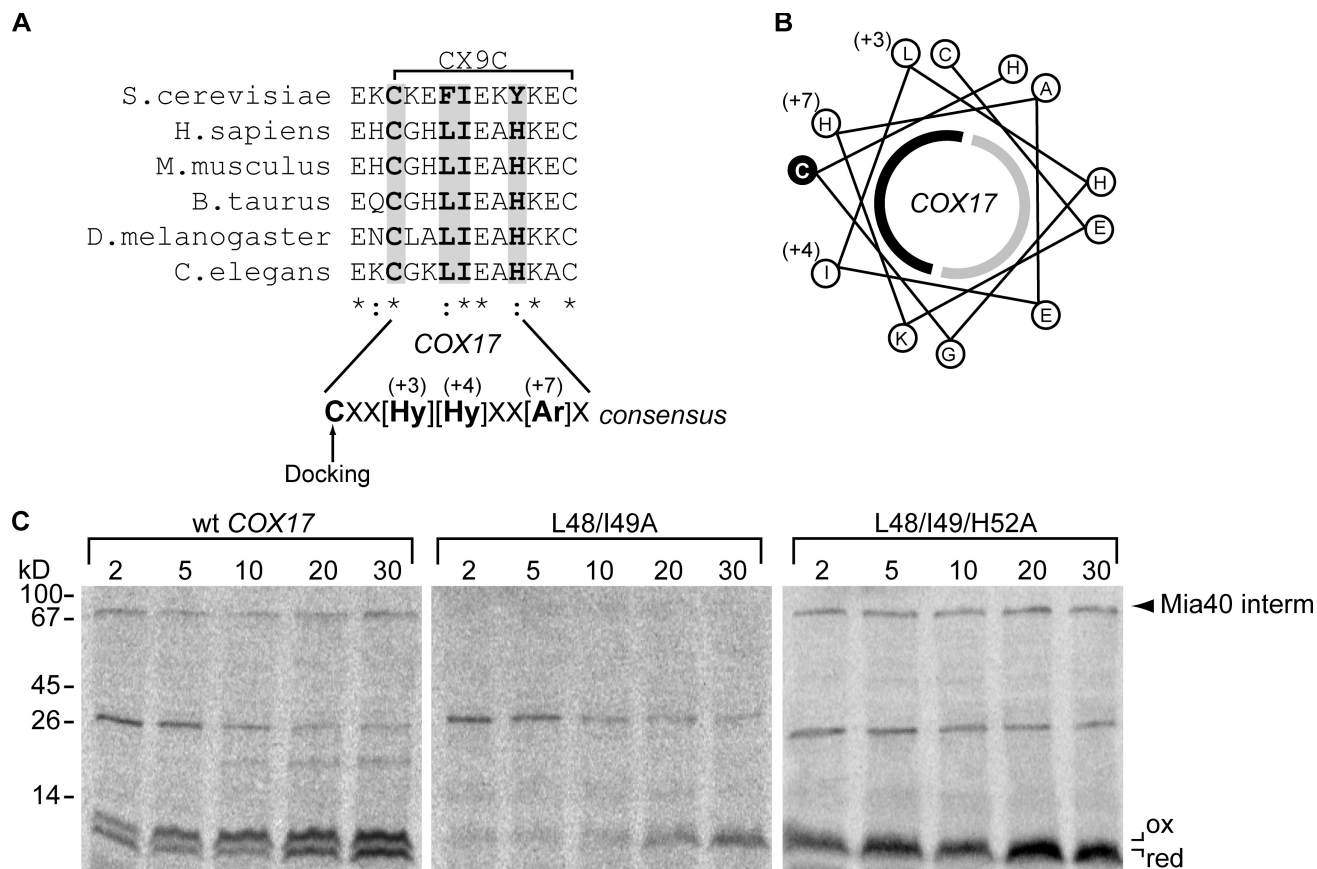 A
CX9C
S.cerevisiae EKCKEFIEKYKEC
H.sapiens EHCGHLIEAHKEC
M.musculus EHCGHLIEAHKEC
B.taurus EQCGHLIEAHKEC
D.melanogaster ENCLALIEAHKKC
C.elegans EKCGKLIEAHKAC
*:* :** :* *
COX17
(+3) (+4) (+7)
CXX[Hy][Hy]XX[Ar]X consensus
Docking
B
(+3) L C H
A
(+7) H
C
H
COX17
E
(+4) I
E
K G
C
wt COX17 L48/I49A L48/I49/H52A
kD 2 5 10 20 30 2 5 10 20 30 2 5 10 20 30
100-
67-
Mia40 interm
45-
26-
14-
ox
red